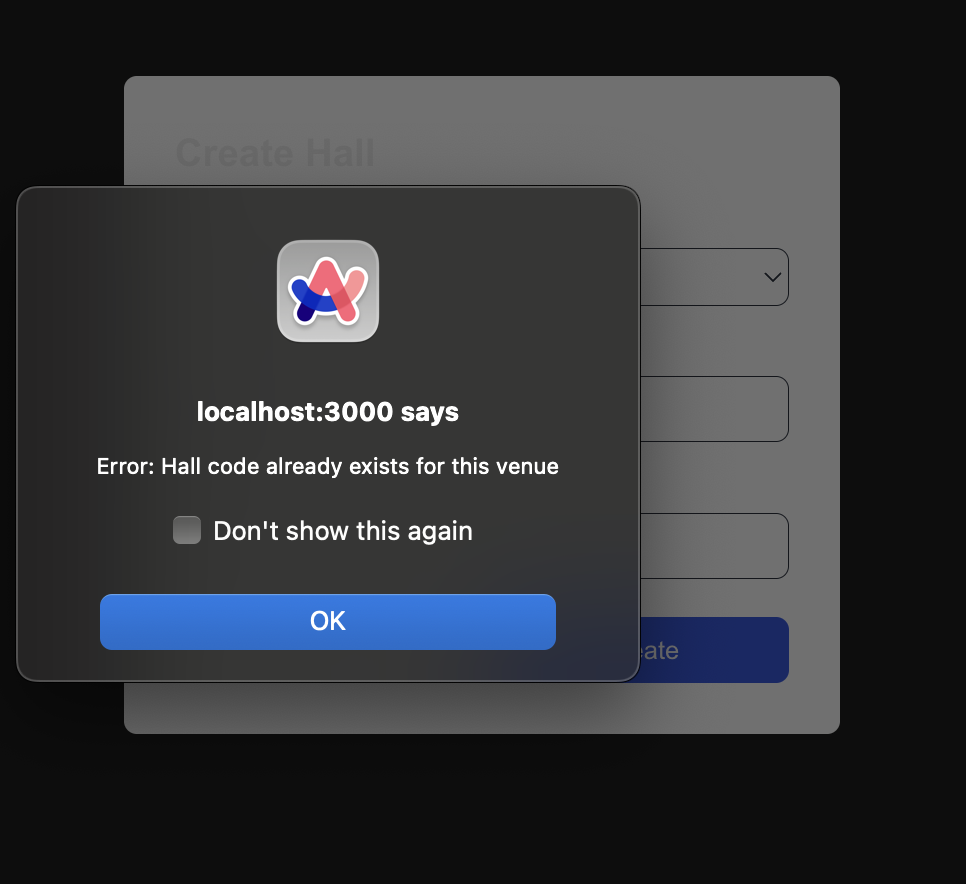 Create Hall
localhost:3000 says
Error: Hall code already exists for this venue
Don't show this again
OK
eate